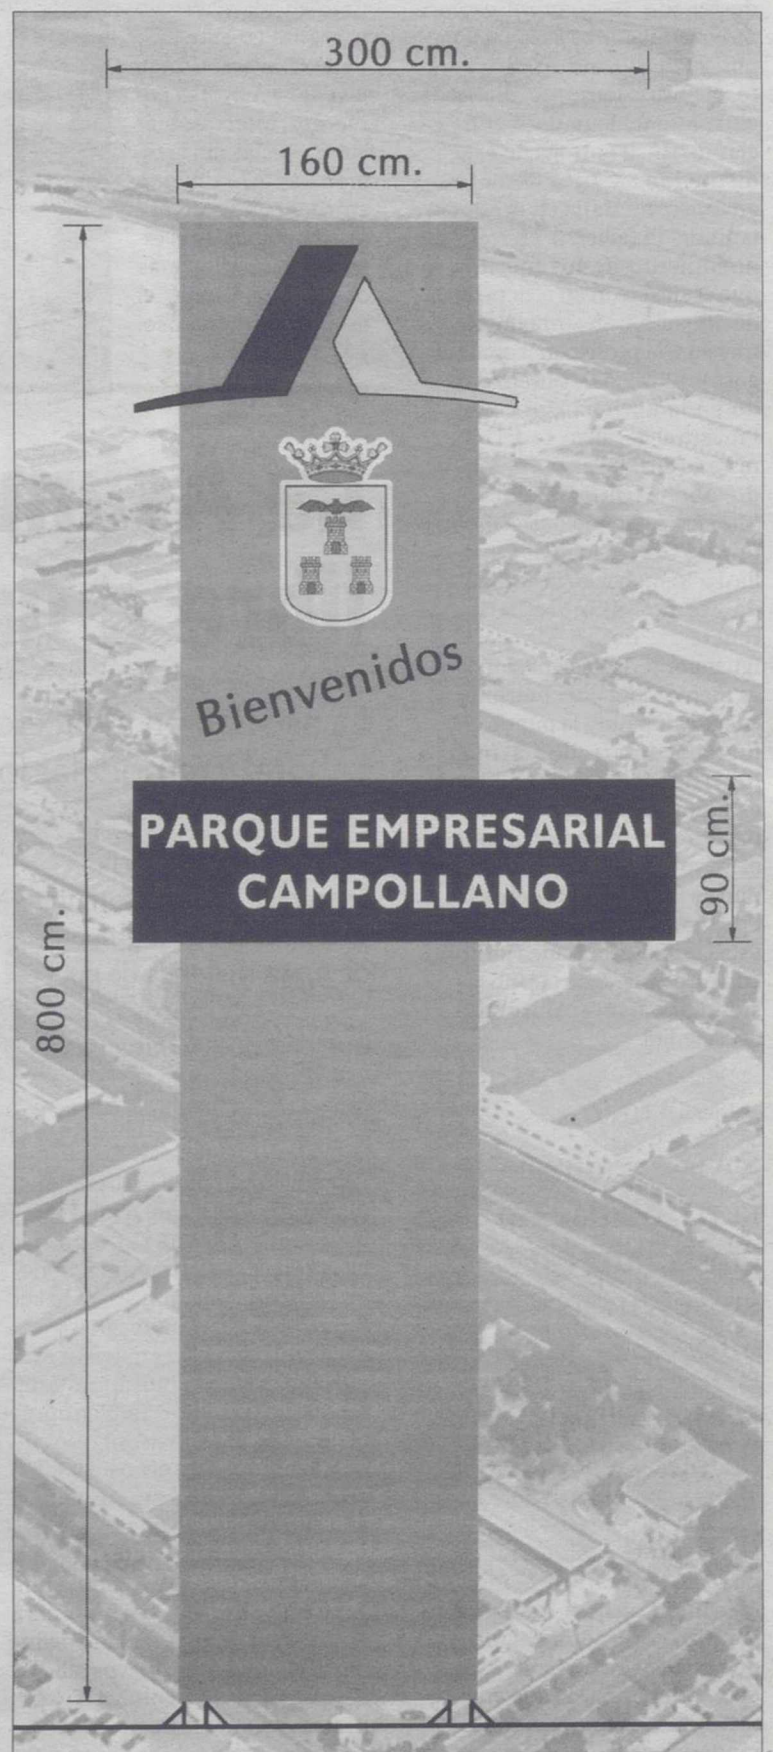 300 cm.
160 cm.
Bienvenidos
PARQUE EMPRESARIAL
CAMPOLLANO
90 cm.
800 cm.